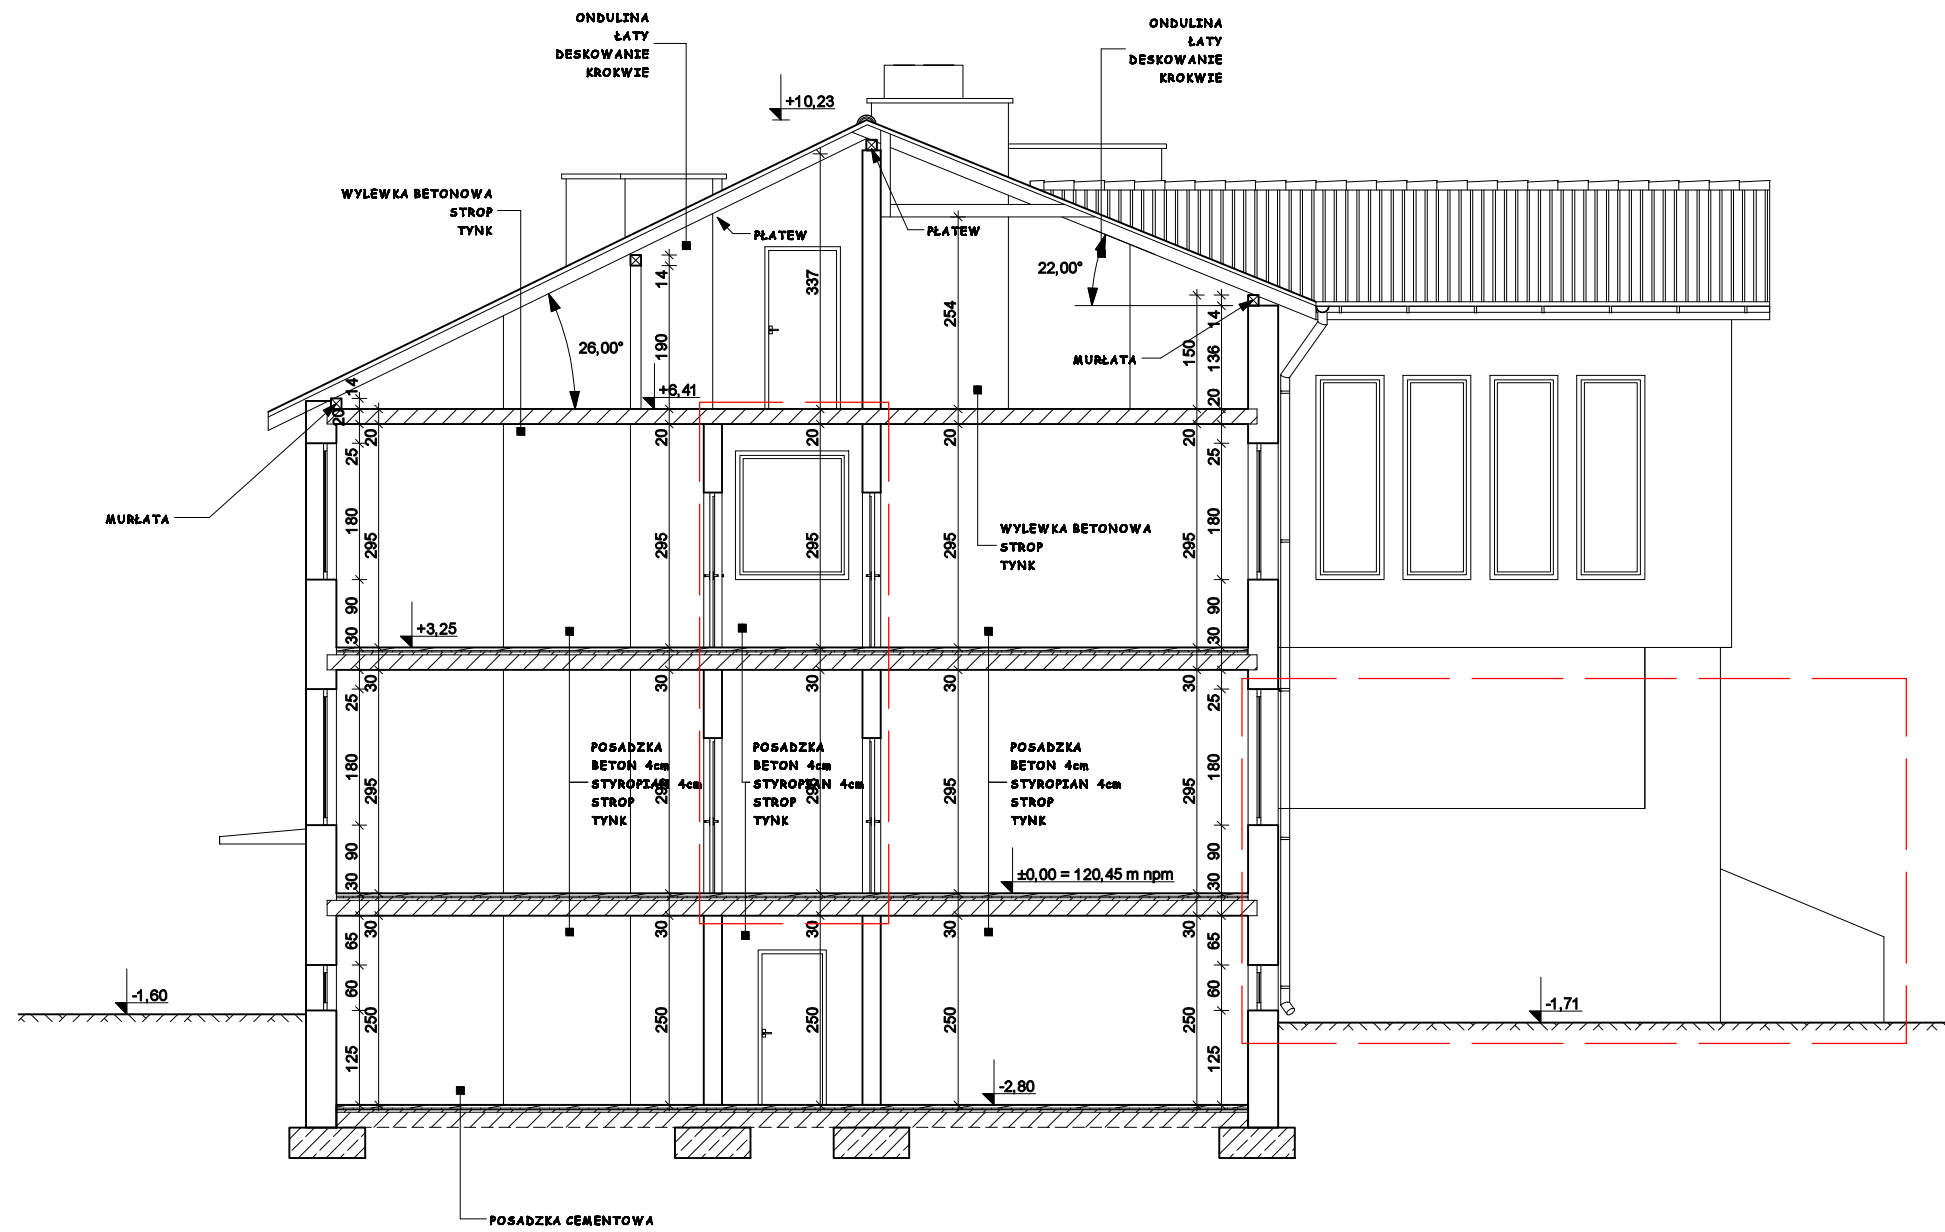 ONDULINA
ŁATY
DESKOWANIE
KROKWIE
ONDULINA
ŁATY
DESKOWANIE
KROKWIE
+10,23
WYLEWKA BETONOWA
STROP
TYNK
PŁATEW
PŁATEW
14
190
337
254
22,00°
26,00°
150
14
136
20
MURŁATA
14
20
+6,41
20
20
20
20
20
25
25
MURŁATA
180
295
295
295
295
295
180
WYLEWKA BETONOWA
STROP
TYNK
90
30
+3,25
90
30
30
30
30
30
30
25
25
180
295
295
295
295
295
180
POSADZKA
BETON 4cm
STYROPIAN 4cm
STROP
TYNK
POSADZKA
BETON 4cm
STYROPIAN 4cm
STROP
TYNK
POSADZKA
BETON 4cm
STYROPIAN 4cm
STROP
TYNK
90
30
±0,00 = 120,45 m npm
90
30
65
30
30
30
30
30
65
-1,60
60
60
-1,71
250
250
250
250
250
125
125
-2,80
POSADZKA CEMENTOWA